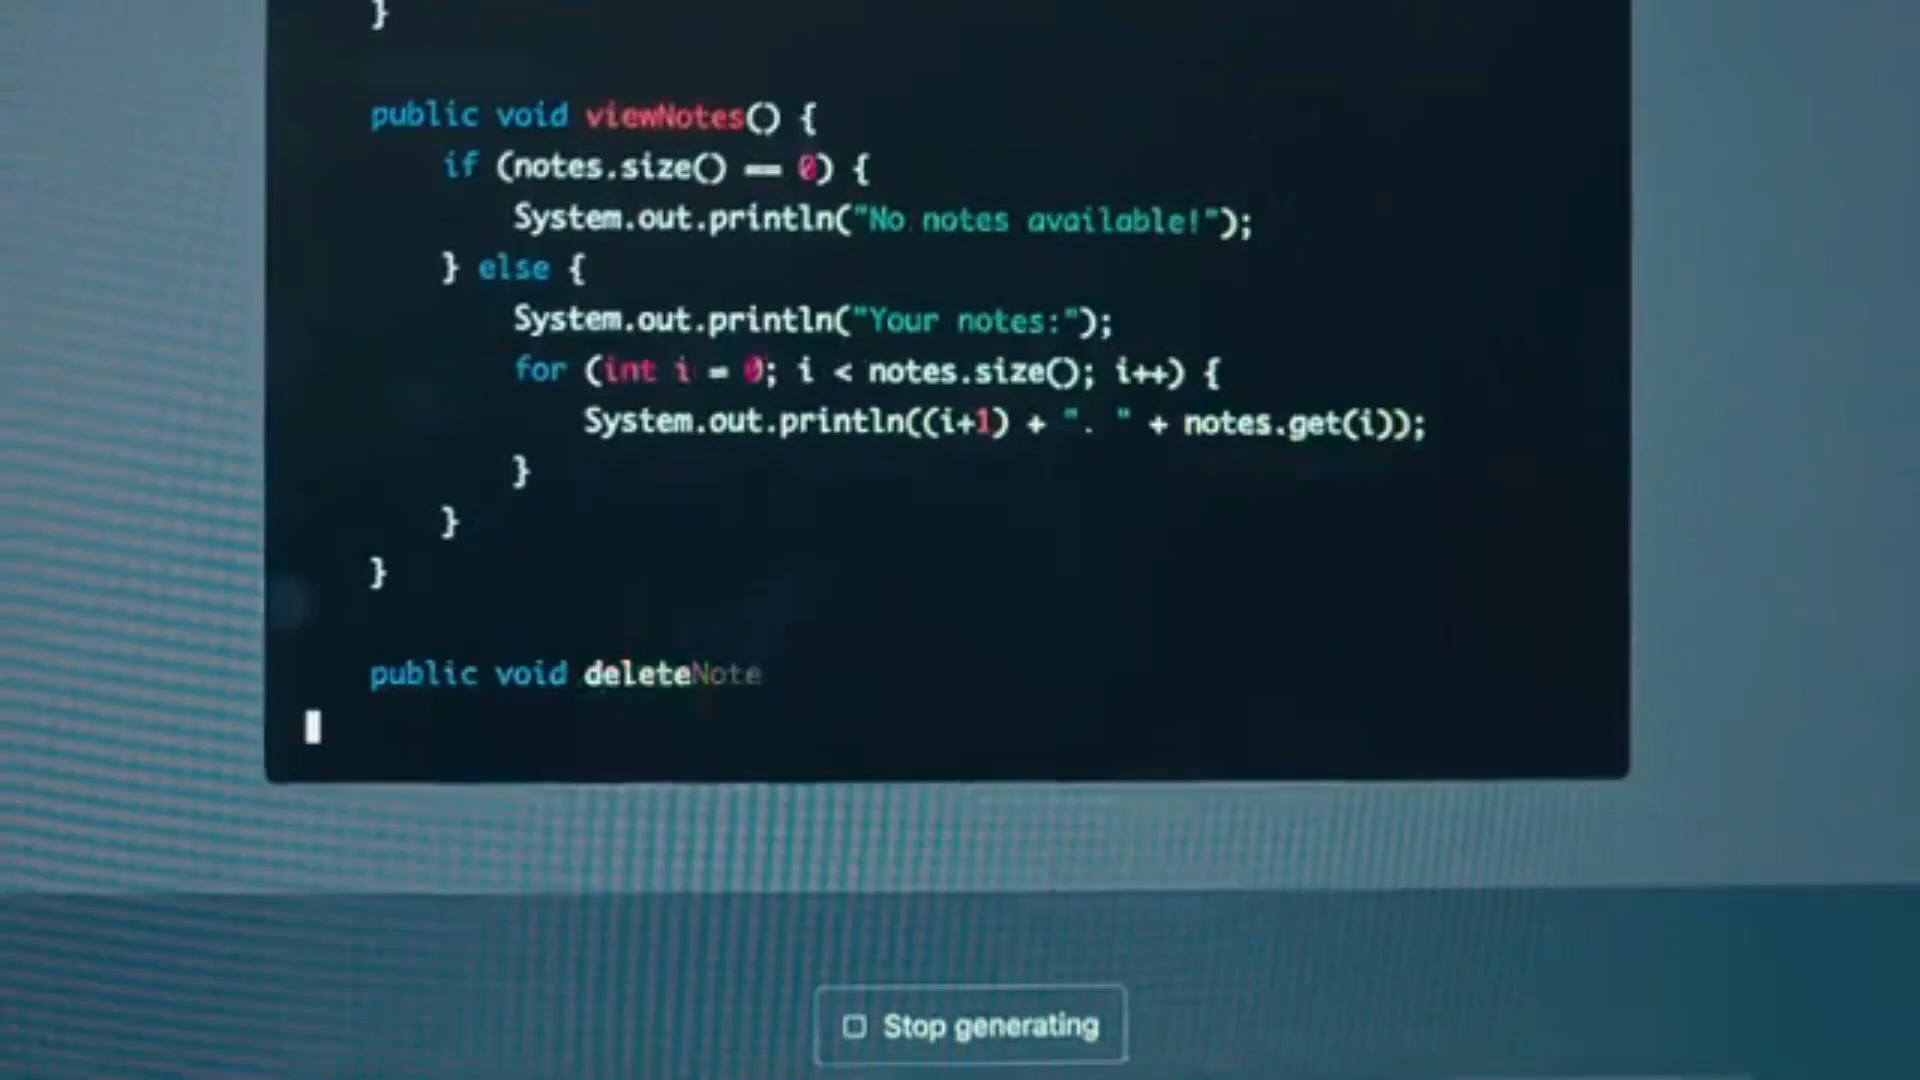 }
public void viewNotes() {
if (notes.size() == 0) {
System.out.println("No notes available!");
} else {
System.out.println("Your notes:");
for (int i = 0; i < notes.size(); i++) {
System.out.println((i+1) + ". " + notes.get(i));
}
}
}
public void deleteNote
Stop generating